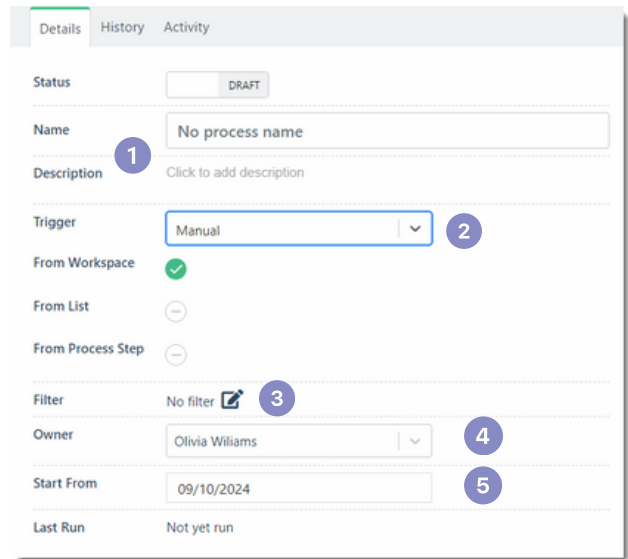 Details History Activity
Status DRAFT
Name No process name
1
Description Click to add description
Trigger Manual 2
From Workspace
From List
From Process Step
Filter No filter 3
Owner Olivia Wiliams 4
Start From 09/10/2024 5
Last Run Not yet run